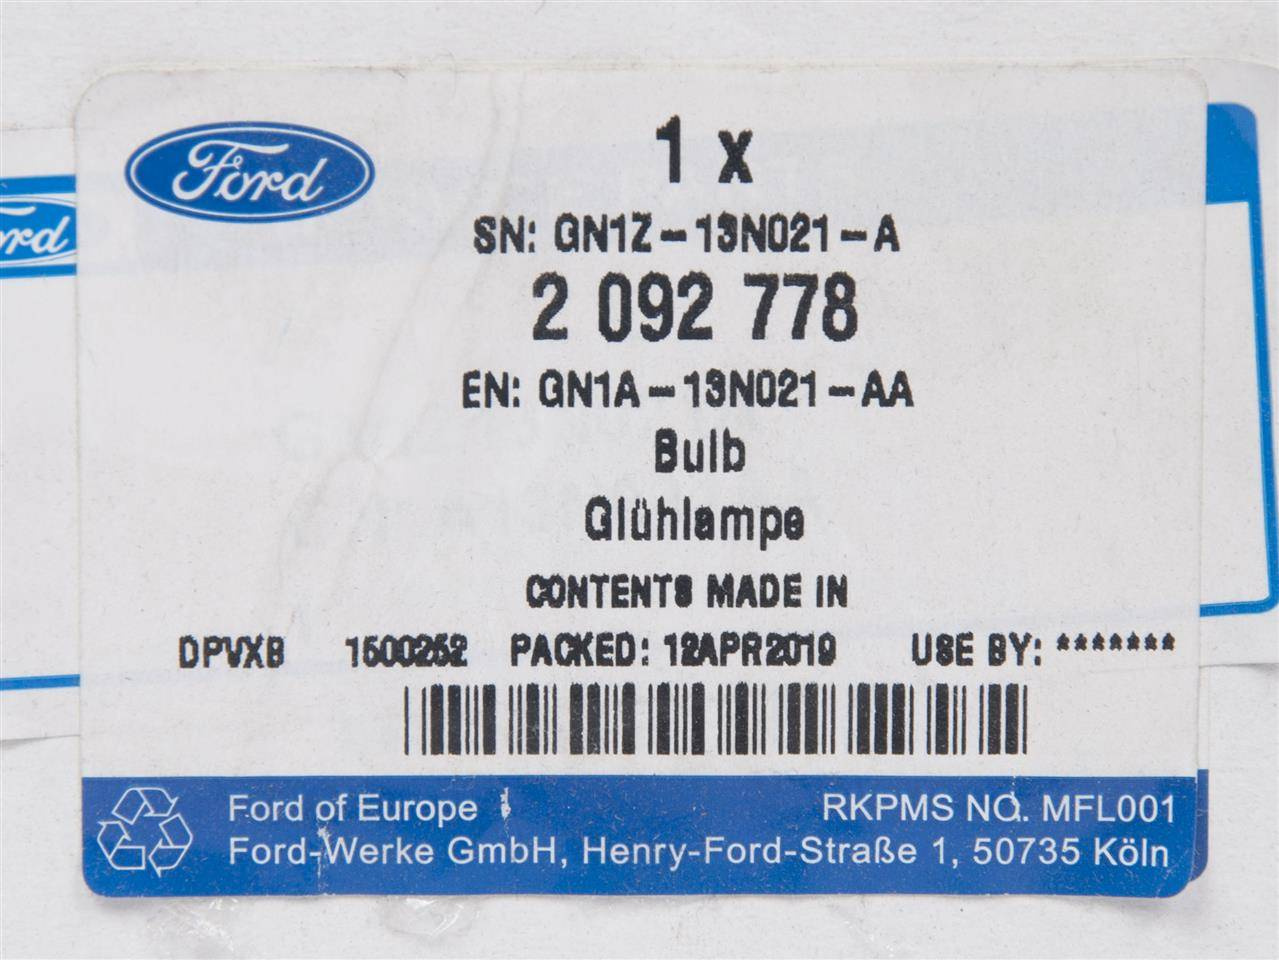 Ford
1 x
SN: GN1Z-13N021-A
2 092 778
EN: GN1A-13N021-AA
Bulb
Glühlampe
CONTENTS MADE IN
DPVXB 1500252 PACKED: 12APR2019 USE BY: *******
Ford of Europe RKPMS NO. MFL001
Ford-Werke GmbH, Henry-Ford-Straße 1, 50735 Köln
ord